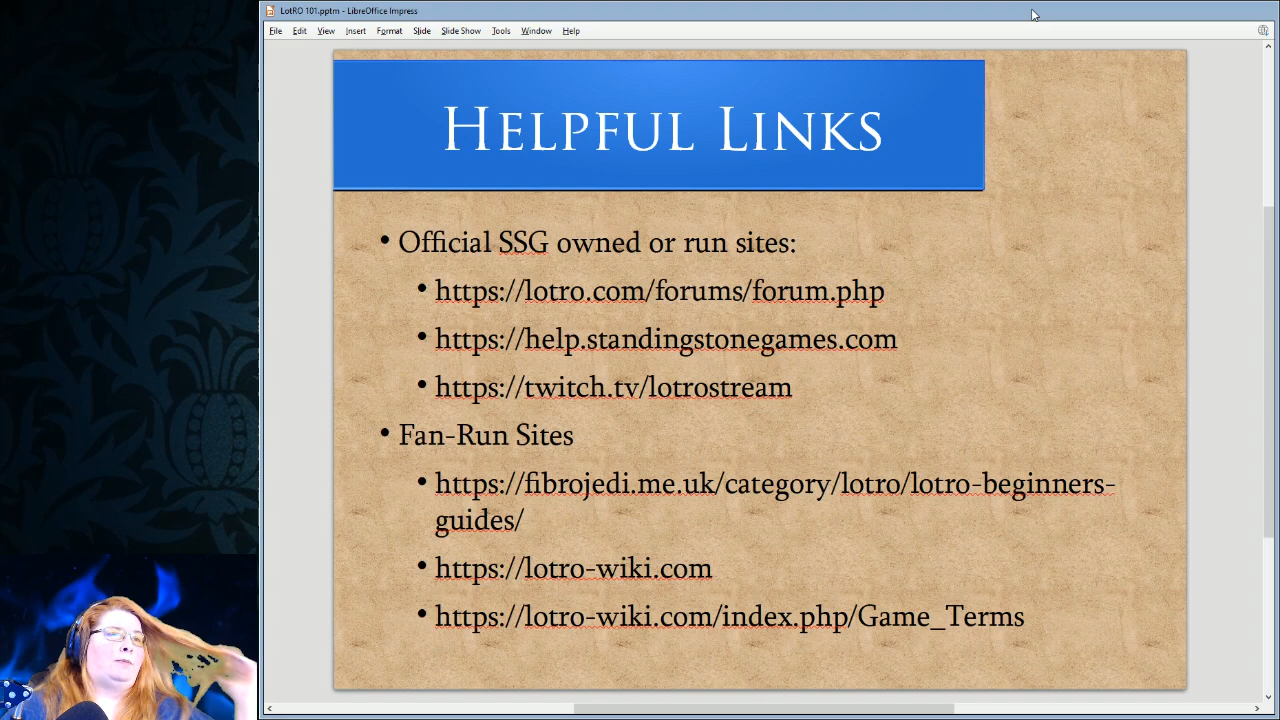 LotRO 101.pptm - LibreOffice Impress
File Edit View Insert Format Slide Slide Show Tools Window Help
Helpful Links
• Official SSG owned or run sites:
• https://lotro.com/forums/forum.php
• https://help.standingstonegames.com
• https://twitch.tv/lotrostream
• Fan-Run Sites
• https://fibrojedi.me.uk/category/lotro/lotro-beginners-
guides/
• https://lotro-wiki.com
• https://lotro-wiki.com/index.php/Game_Terms